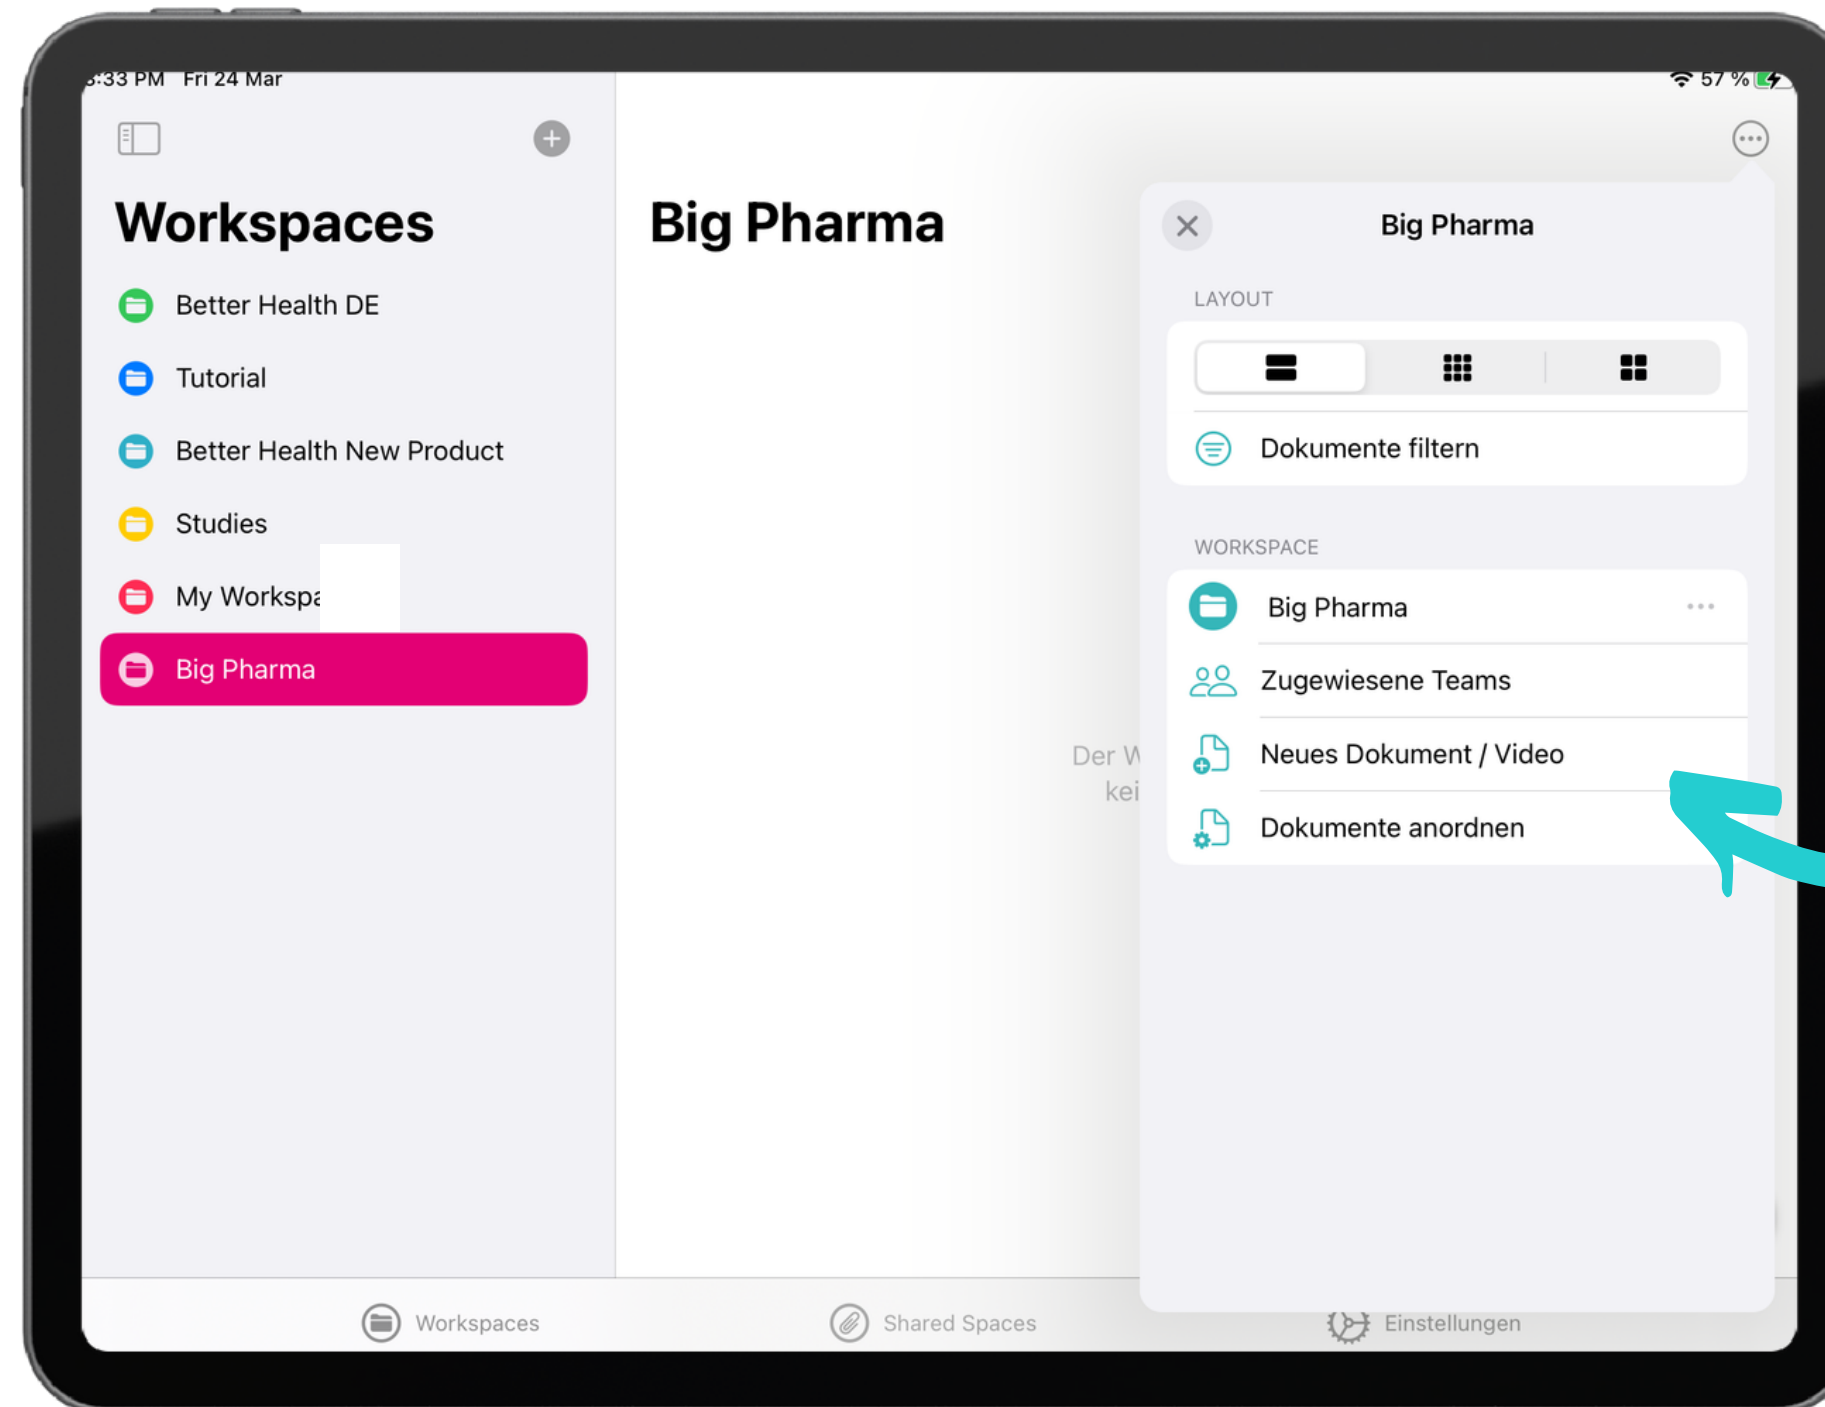 :33 PM Fri 24 Mar
57 %
Workspaces
Better Health DE
Tutorial
Better Health New Product
Studies
My
Big Pharma
Big Pharma
Der
Big Pharma
LAYOUT
Dokumente filtern
WORKSPACE
Big Pharma
Zugewiesene Teams
Neues Dokument / Video
Dokumente anordnen
Workspaces
Shared Spaces
Einstellungen